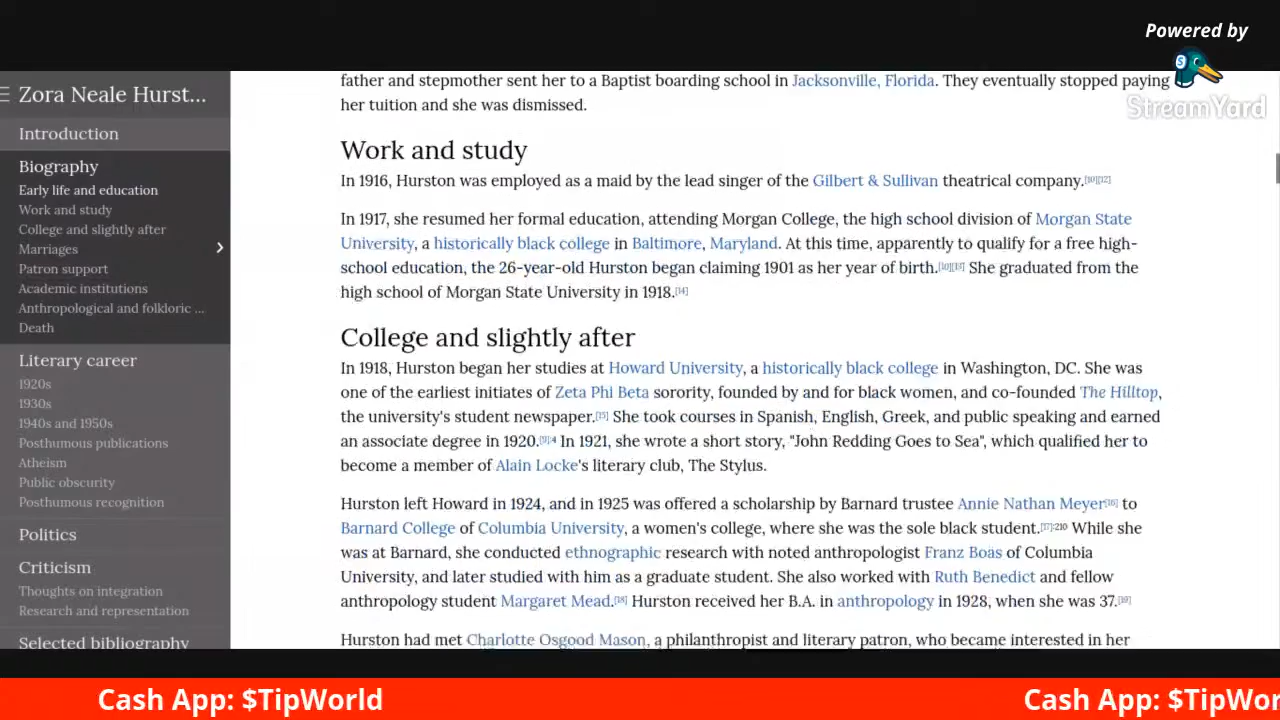 Powered by
StreamYard
Zora Neale Hurst...
Introduction
Biography
Early life and education
Work and study
College and slightly after
Marriages
Patron support
Academic institutions
Anthropological and folkloric ...
Death
Literary career
1920s
1930s
1940s and 1950s
Posthumous publications
Atheism
Public obscurity
Posthumous recognition
Politics
Criticism
Thoughts on integration
Research and representation
Selected bibliography
father and stepmother sent her to a Baptist boarding school in Jacksonville, Florida. They eventually stopped paying
her tuition and she was dismissed.
Work and study
In 1916, Hurston was employed as a maid by the lead singer of the Gilbert & Sullivan theatrical company.[10][12]
In 1917, she resumed her formal education, attending Morgan College, the high school division of Morgan State
University, a historically black college in Baltimore, Maryland. At this time, apparently to qualify for a free high-
school education, the 26-year-old Hurston began claiming 1901 as her year of birth.[10][13] She graduated from the
high school of Morgan State University in 1918.[14]
College and slightly after
In 1918, Hurston began her studies at Howard University, a historically black college in Washington, DC. She was
one of the earliest initiates of Zeta Phi Beta sorority, founded by and for black women, and co-founded The Hilltop,
the university's student newspaper.[15] She took courses in Spanish, English, Greek, and public speaking and earned
an associate degree in 1920.[9]:4 In 1921, she wrote a short story, "John Redding Goes to Sea", which qualified her to
become a member of Alain Locke's literary club, The Stylus.
Hurston left Howard in 1924, and in 1925 was offered a scholarship by Barnard trustee Annie Nathan Meyer[16] to
Barnard College of Columbia University, a women's college, where she was the sole black student.[17]:210 While she
was at Barnard, she conducted ethnographic research with noted anthropologist Franz Boas of Columbia
University, and later studied with him as a graduate student. She also worked with Ruth Benedict and fellow
anthropology student Margaret Mead.[18] Hurston received her B.A. in anthropology in 1928, when she was 37.[19]
Hurston had met Charlotte Osgood Mason, a philanthropist and literary patron, who became interested in her
Cash App: $TipWorld
Cash App: $TipWor